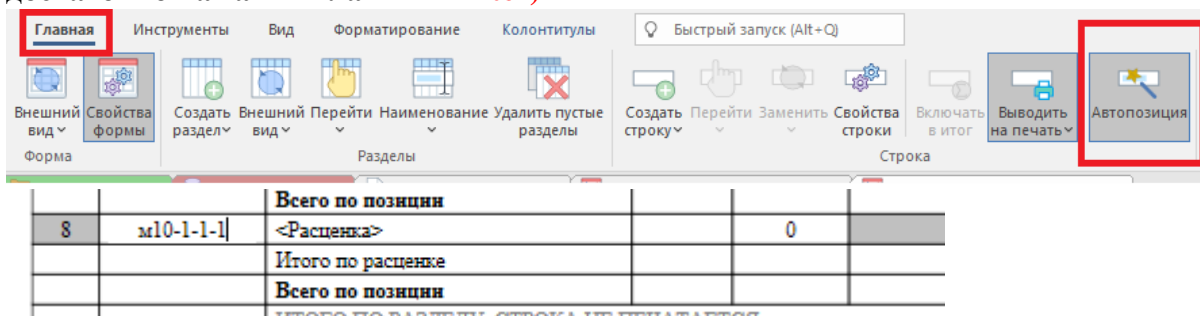 Главная Инструменты Вид Форматирование Колонтитулы Быстрый запуск (Alt+Q)
Внешний вид Свойства формы Создать раздел Внешний вид Перейти Наименование Удалить пустые разделы Создать строку Перейти Заменить Свойства строки Включать в итог Выводить на печать Автопозиция
Форма Разделы Строка
Всего по позиции
8 м10-1-1-1 <Расценка> 0
Итого по расценке
Всего по позиции